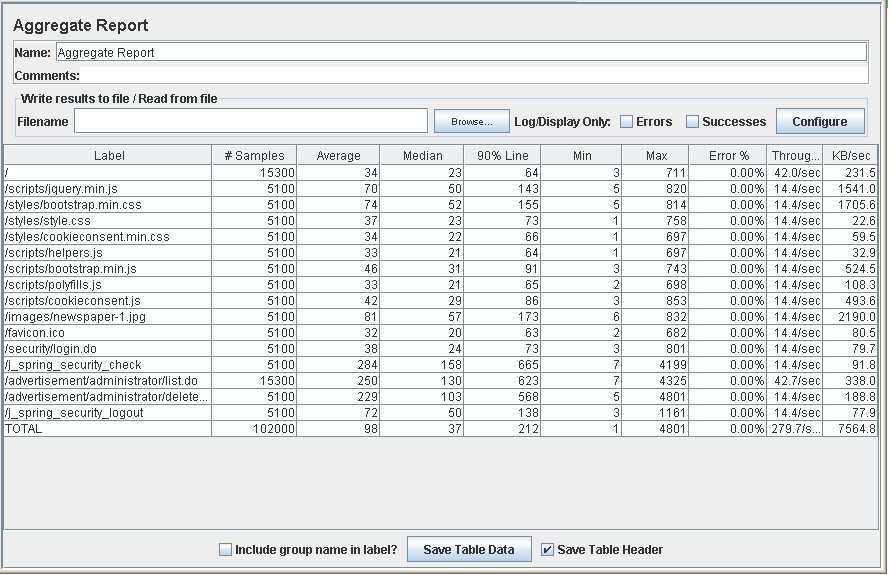 Aggregate Report
Name: Aggregate Report
Comments:
Write results to file / Read from file
Filename Browse... Log/Display Only: Errors Successes Configure
Label # Samples Average Median 90% Line Min Max Error % Throug... KB/sec
/ 15300 34 23 64 3 711 0.00% 42.0/sec 231.5
/scripts/jquery.min.js 5100 70 50 143 5 820 0.00% 14.4/sec 1541.0
/styles/bootstrap.min.css 5100 74 52 155 5 814 0.00% 14.4/sec 1705.6
/styles/style.css 5100 37 23 73 1 758 0.00% 14.4/sec 22.6
/styles/cookieconsent.min.css 5100 34 22 66 1 697 0.00% 14.4/sec 59.5
/scripts/helpers.js 5100 33 21 64 1 697 0.00% 14.4/sec 32.9
/scripts/bootstrap.min.js 5100 46 31 91 3 743 0.00% 14.4/sec 524.5
/scripts/polyfills.js 5100 33 21 65 2 698 0.00% 14.4/sec 108.3
/scripts/cookieconsent.js 5100 42 29 86 3 853 0.00% 14.4/sec 493.6
/images/newspaper-1.jpg 5100 81 57 173 6 832 0.00% 14.4/sec 2190.0
/favicon.ico 5100 32 20 63 2 682 0.00% 14.4/sec 80.5
/security/login.do 5100 38 24 73 3 801 0.00% 14.4/sec 79.7
/j_spring_security_check 5100 284 158 665 7 4199 0.00% 14.4/sec 91.8
/advertisement/administrator/list.do 15300 250 130 623 7 4325 0.00% 42.7/sec 338.0
/advertisement/administrator/delete... 5100 229 103 568 5 4801 0.00% 14.4/sec 188.8
/j_spring_security_logout 5100 72 50 138 3 1161 0.00% 14.4/sec 77.9
TOTAL 102000 98 37 212 1 4801 0.00% 279.7/s... 7564.8
Include group name in label? Save Table Data Save Table Header